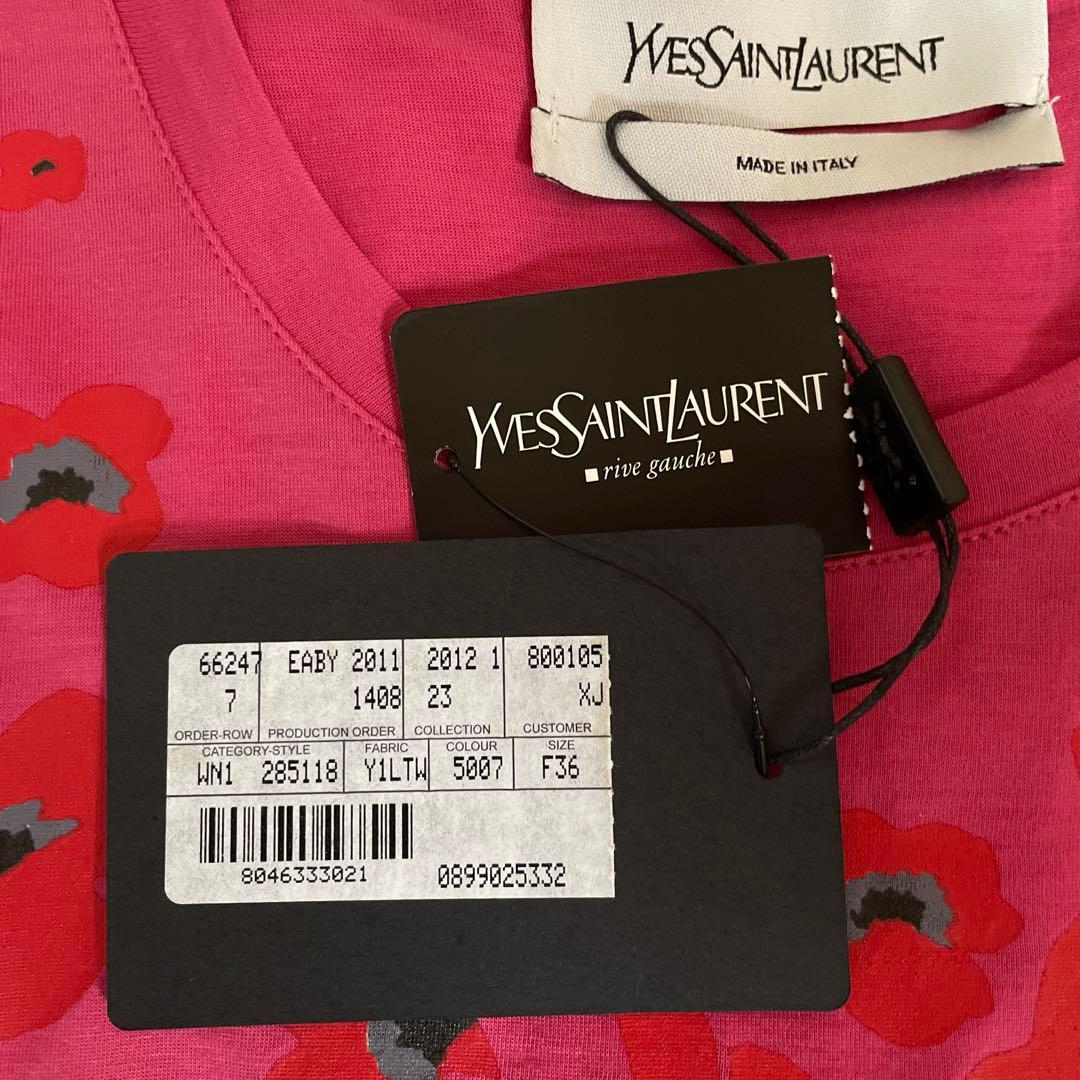 YVESSAINTLAURENT
MADE IN ITALY
YVESSAINTLAURENT
rive gauche
66247 EABY 2011 2012 1 800105
7 1408 23 XJ
ORDER-ROW PRODUCTION ORDER COLLECTION CUSTOMER
CATEGORY-STYLE FABRIC COLOUR SIZE
WN1 285118 Y1LTW 5007 F36
8046333021 0899025332